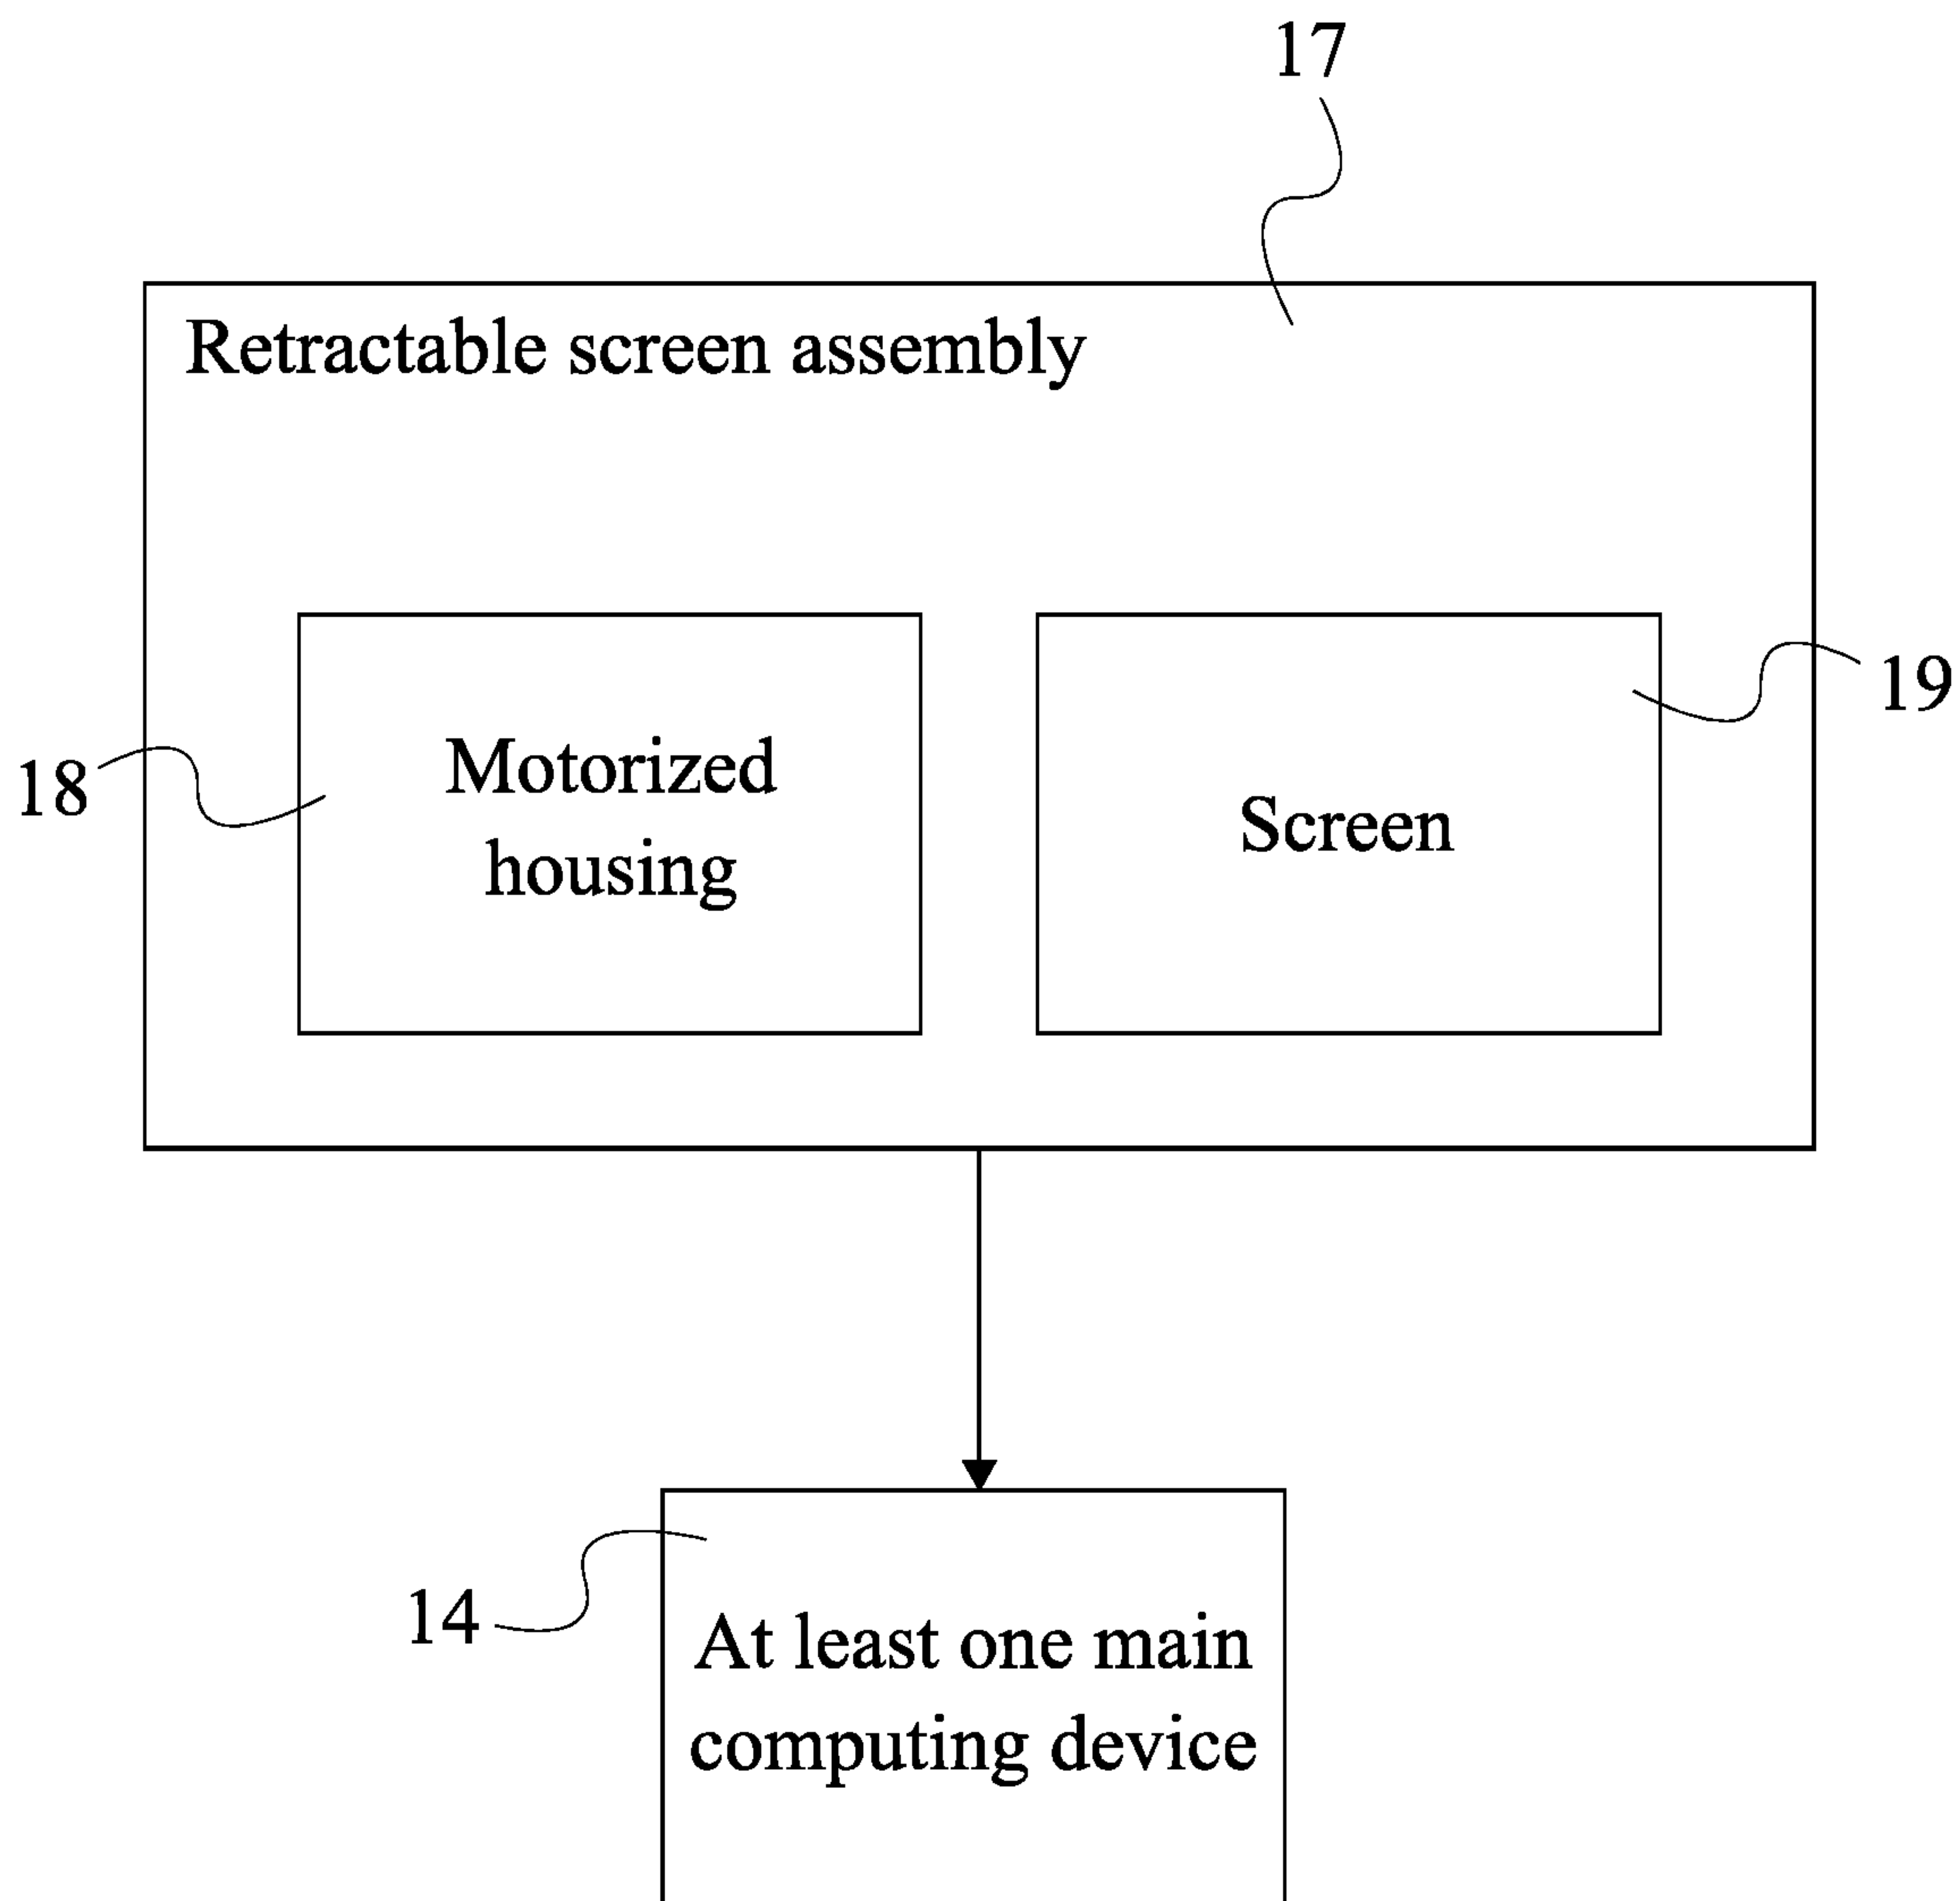 17
Retractable screen assembly
19
18
Motorized
housing
Screen
14
At least one main
computing device